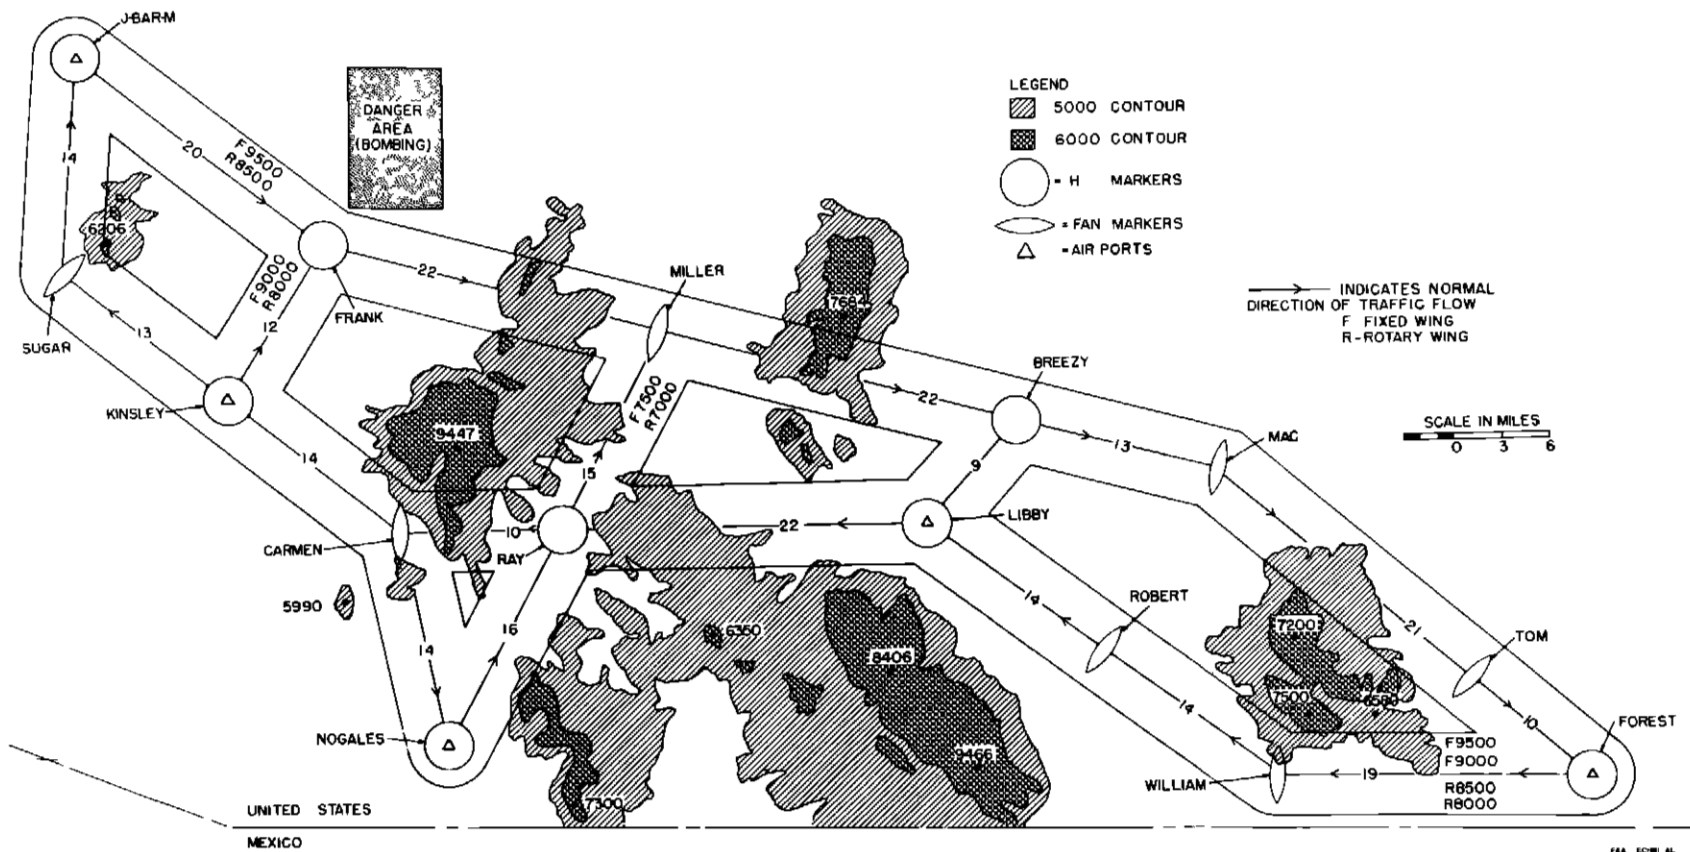 J-BAR-M
DANGER
AREA
(BOMBING)
LEGEND
5000 CONTOUR
6000 CONTOUR
= H MARKERS
= FAN MARKERS
= AIR PORTS
INDICATES NORMAL
DIRECTION OF TRAFFIC FLOW
F FIXED WING
R-ROTARY WING
SCALE IN MILES
0 3 6
14
20
F9500
R8500
6206
F9000
R8000
12
22
MILLER
7684
FRANK
SUGAR
13
KINSLEY
BREEZY
22
F7500
R7000
9447
14
15
9
13
MAC
CARMEN
10
RAY
22
LIBBY
5990
14
16
6350
8406
14
ROBERT
7200
21
TOM
7500
6580
14
10
FOREST
NOGALES
9466
7300
WILLIAM
19
F9500
F9000
R8500
R8000
UNITED STATES
MEXICO